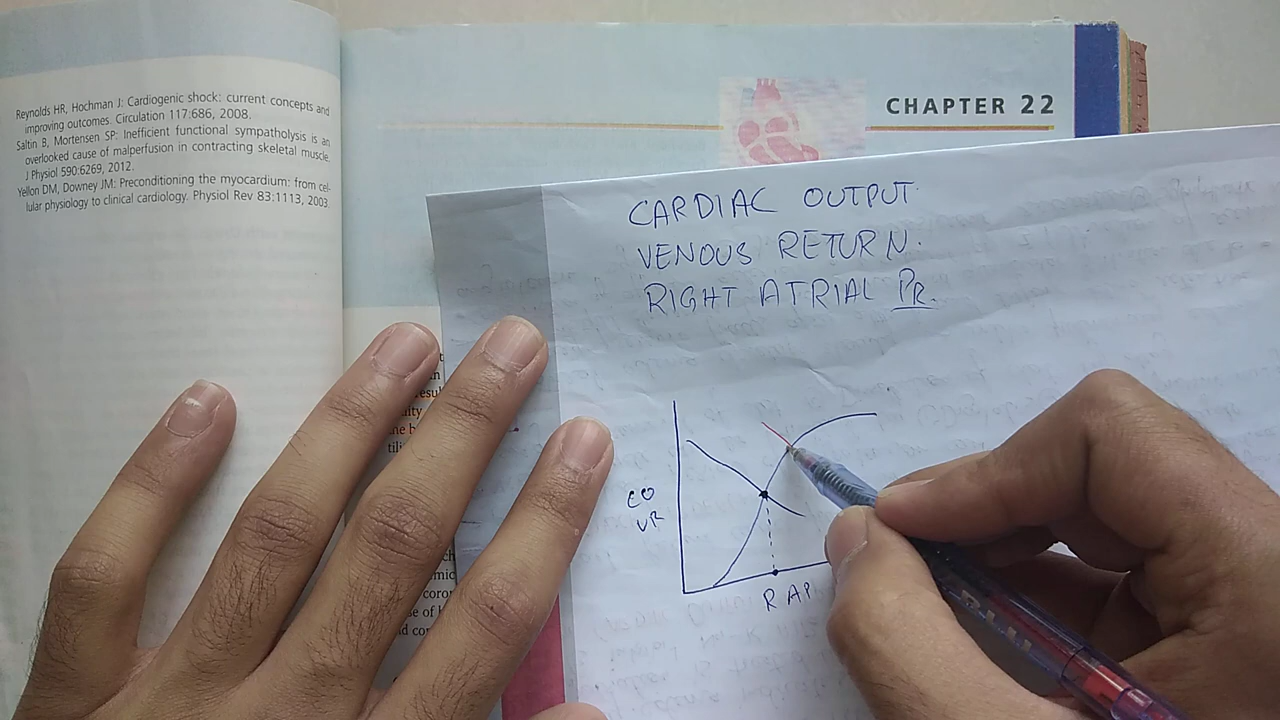 Reynolds HR, Hochman J: Cardiogenic shock: current concepts and
improving outcomes. Circulation 117:686, 2008.
Saltin B, Mortensen SP: Inefficient functional sympatholysis is an
overlooked cause of malperfusion in contracting skeletal muscle.
J Physiol 590:6269, 2012.
Yellon DM, Downey JM: Preconditioning the myocardium: from cel-
lular physiology to clinical cardiology. Physiol Rev 83:1113, 2003.
CHAPTER 22
CARDIAC OUTPUT
VENOUS RETURN.
RIGHT ATRIAL PR.
CO
VR
RAP